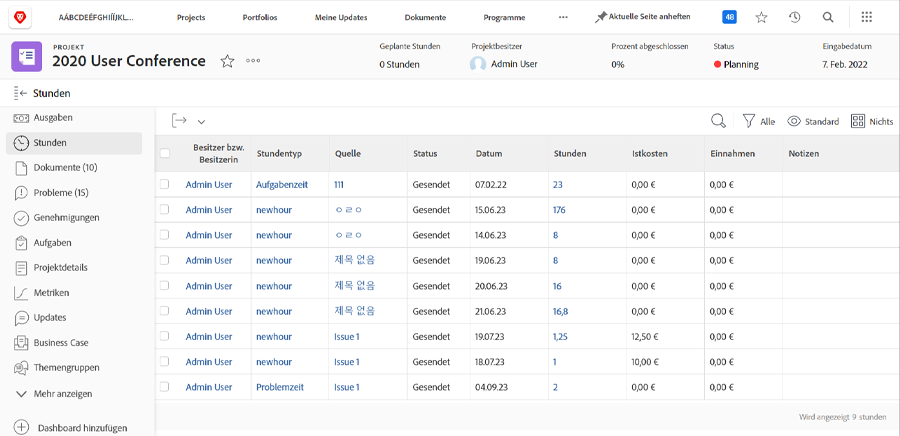 AÁBCDEÉFGHIÍÏJKL... Projects Portfolios Meine Updates Dokumente Programme ... Aktuelle Seite anheften 48
PROJEKT
2020 User Conference
Geplante Stunden Projektbesitzer Prozent abgeschlossen Status Eingabedatum
0 Stunden Admin User 0% Planning 7. Feb. 2022
Stunden
Ausgaben
Stunden
Dokumente (10)
Probleme (15)
Genehmigungen
Aufgaben
Projektdetails
Metriken
Updates
Business Case
Themengruppen
Mehr anzeigen
Dashboard hinzufügen
Alle Standard Nichts
Besitzer bzw. Besitzerin Stundentyp Quelle Status Datum Stunden Istkosten Einnahmen Notizen
Admin User Aufgabenzeit 111 Gesendet 07.02.22 23 0,00 € 0,00 €
Admin User newhour ㅇㄹㅇ Gesendet 15.06.23 176 0,00 € 0,00 €
Admin User newhour ㅇㄹㅇ Gesendet 14.06.23 8 0,00 € 0,00 €
Admin User newhour 제목 없음 Gesendet 19.06.23 8 0,00 € 0,00 €
Admin User newhour 제목 없음 Gesendet 20.06.23 16 0,00 € 0,00 €
Admin User newhour 제목 없음 Gesendet 21.06.23 16,8 0,00 € 0,00 €
Admin User newhour Issue 1 Gesendet 19.07.23 1,25 12,50 € 0,00 €
Admin User newhour Issue 1 Gesendet 18.07.23 1 10,00 € 0,00 €
Admin User Problemzeit Issue 1 Gesendet 04.09.23 2 0,00 € 0,00 €
Wird angezeigt 9 stunden